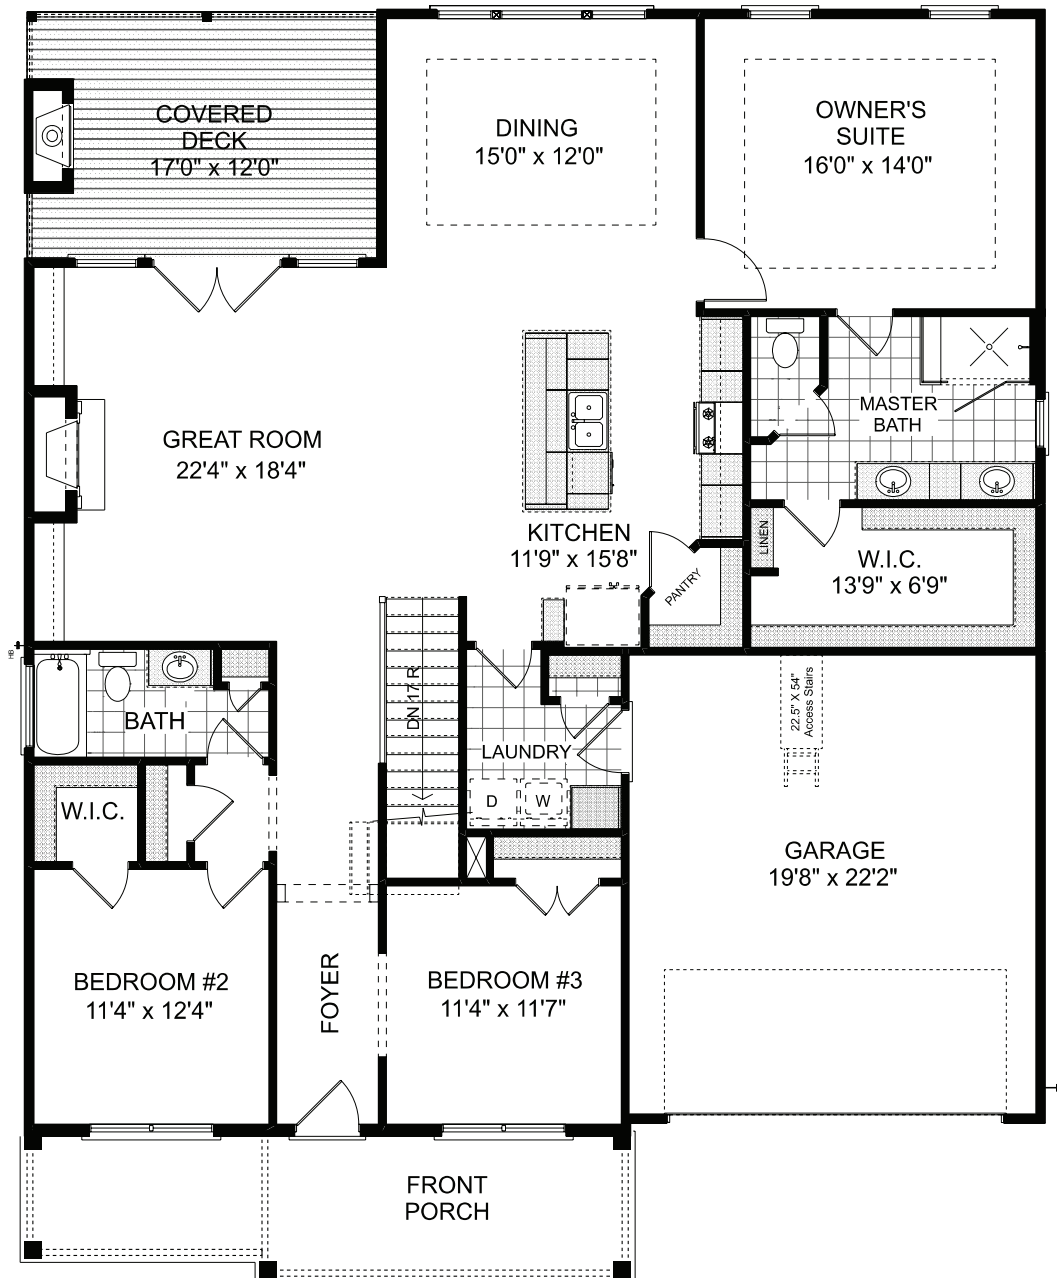 COVERED
DECK
17'0" x 12'0"
DINING
15'0" x 12'0"
OWNER'S
SUITE
16'0" x 14'0"
GREAT ROOM
22'4" x 18'4"
MASTER
BATH
KITCHEN
11'9" x 15'8"
PANTRY
LINEN
W.I.C.
13'9" x 6'9"
HB
BATH
DN 17 R
LAUNDRY
D
W
22.5" X 54"
Access Stairs
W.I.C.
GARAGE
19'8" x 22'2"
BEDROOM #2
11'4" x 12'4"
FOYER
BEDROOM #3
11'4" x 11'7"
FRONT
PORCH